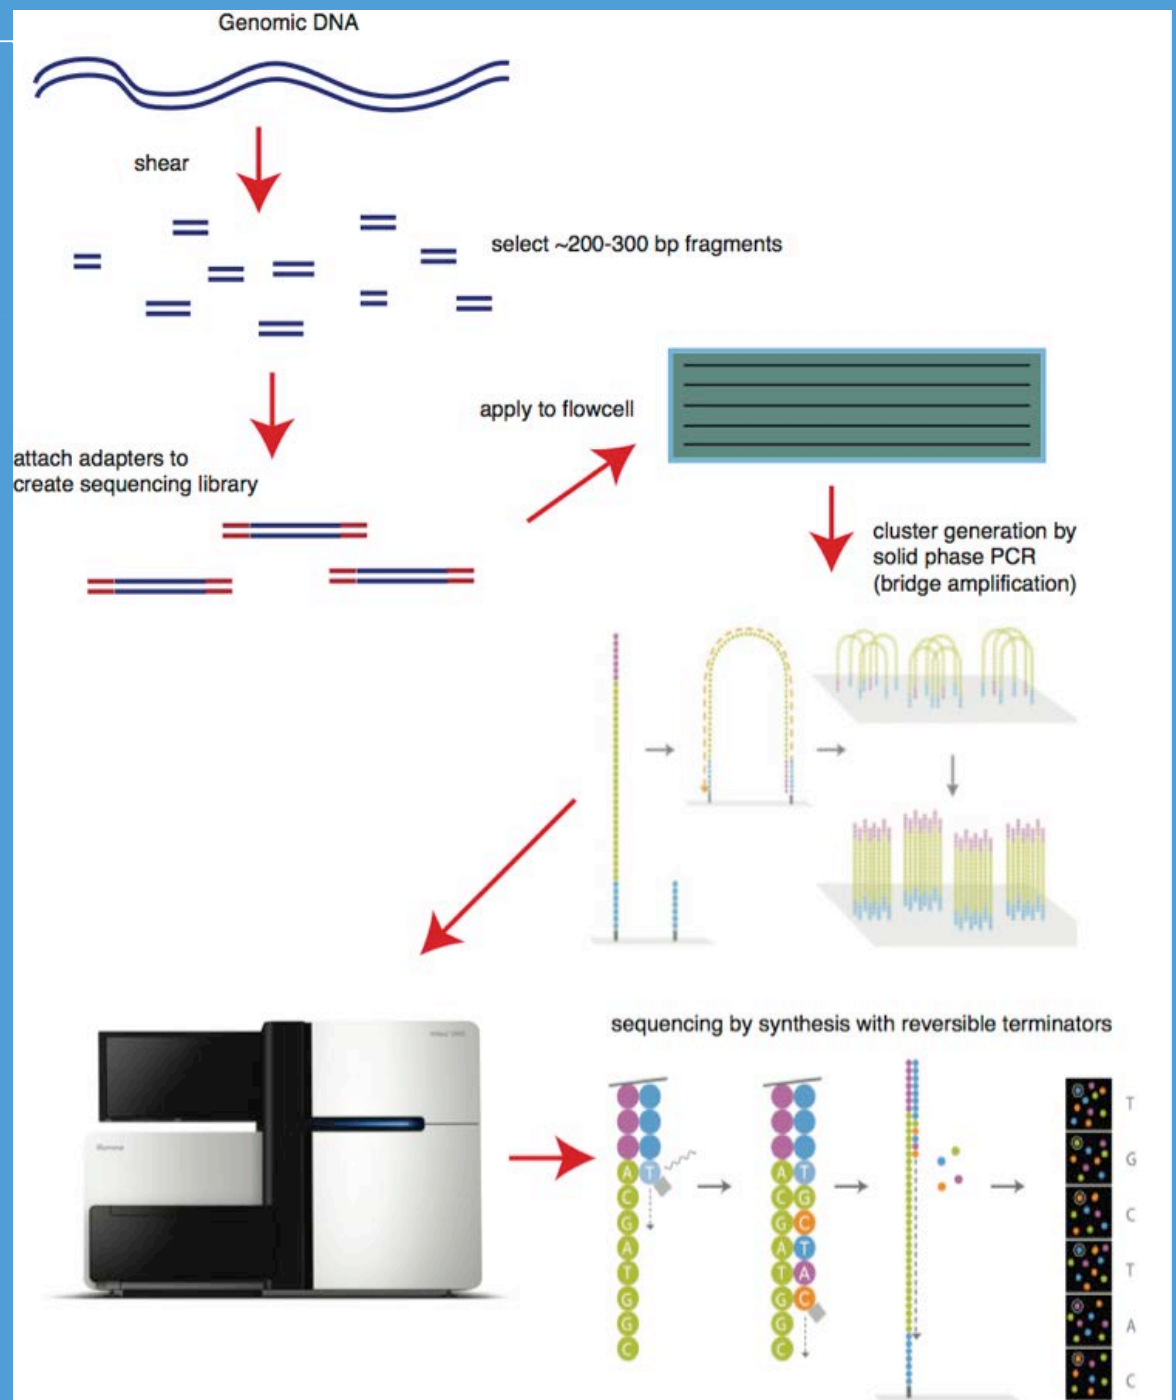 Genomic DNA
shear
select ~200-300 bp fragments
apply to flowcell
attach adapters to
create sequencing library
cluster generation by
solid phase PCR
(bridge amplification)
sequencing by synthesis with reversible terminators
A T
C
G
A
T
G
G
C
A T
C G
G C
A T
T A
G C
G
C
T
G
C
T
A
C